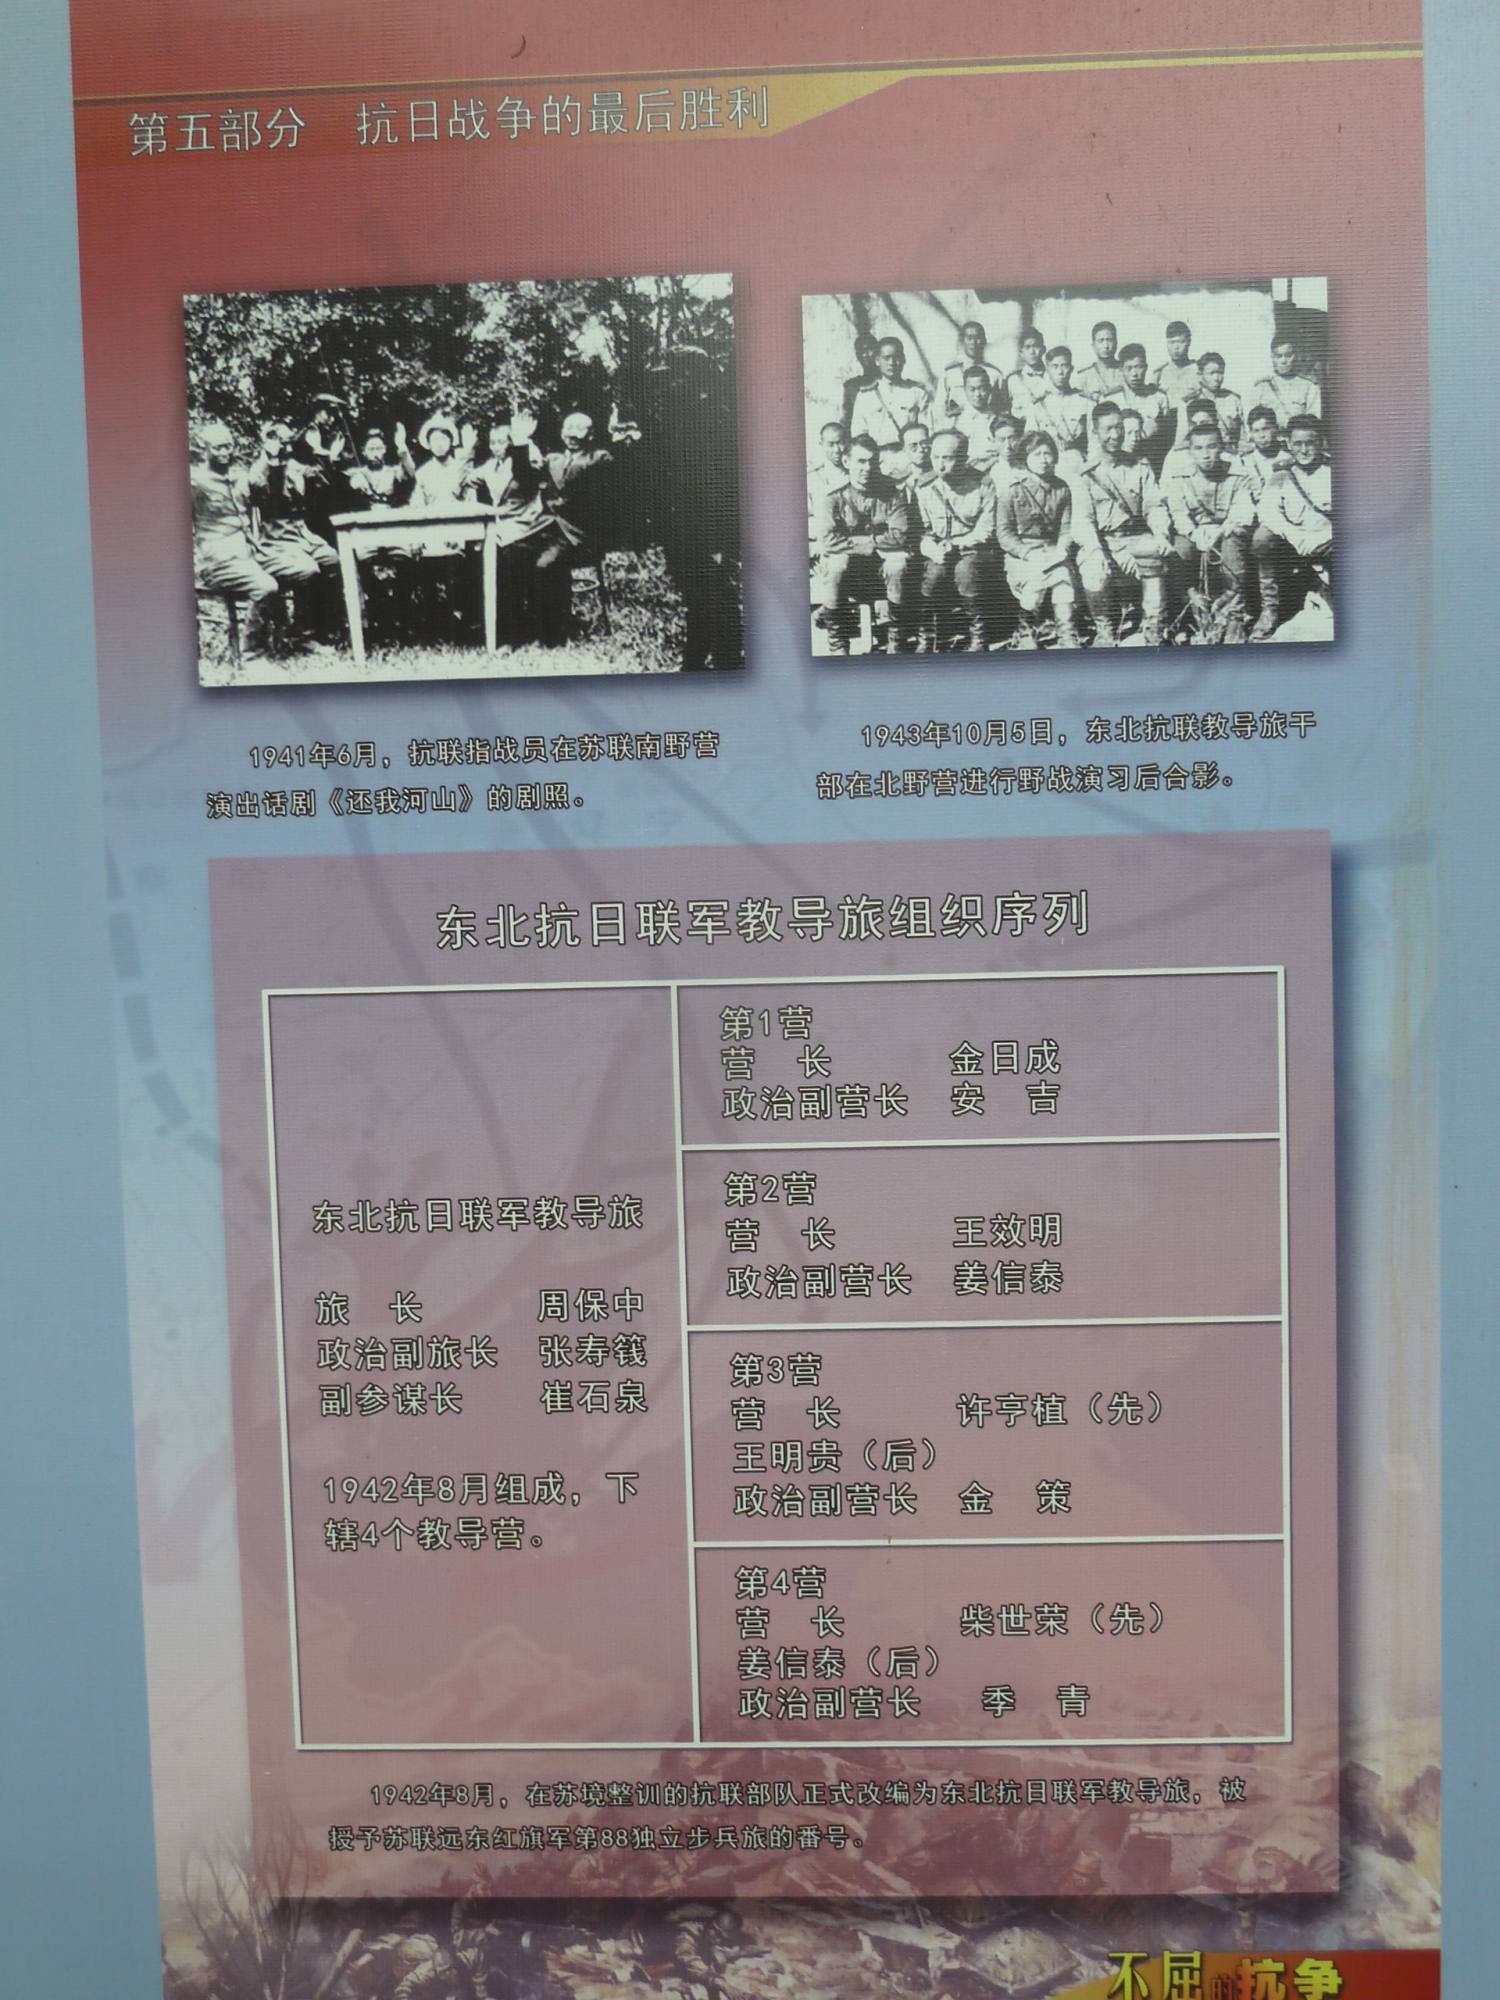 第五部分　抗日战争的最后胜利
1941年6月，抗联指战员在苏联南野营
演出话剧《还我河山》的剧照。
1943年10月5日，东北抗联教导旅干
部在北野营进行野战演习后合影。
东北抗日联军教导旅组织序列
东北抗日联军教导旅
旅　长　周保中
政治副旅长　张寿篯
副参谋长　崔石泉
1942年8月组成，下
辖4个教导营。
第1营
营　长　金日成
政治副营长　安　吉
第2营
营　长　王效明
政治副营长　姜信泰
第3营
营　长　许亨植（先）
王明贵（后）
政治副营长　金　策
第4营
营　长　柴世荣（先）
姜信泰（后）
政治副营长　季　青
1942年8月，在苏境整训的抗联部队正式改编为东北抗日联军教导旅，被
授予苏联远东红旗军第88独立步兵旅的番号。
不屈的抗争